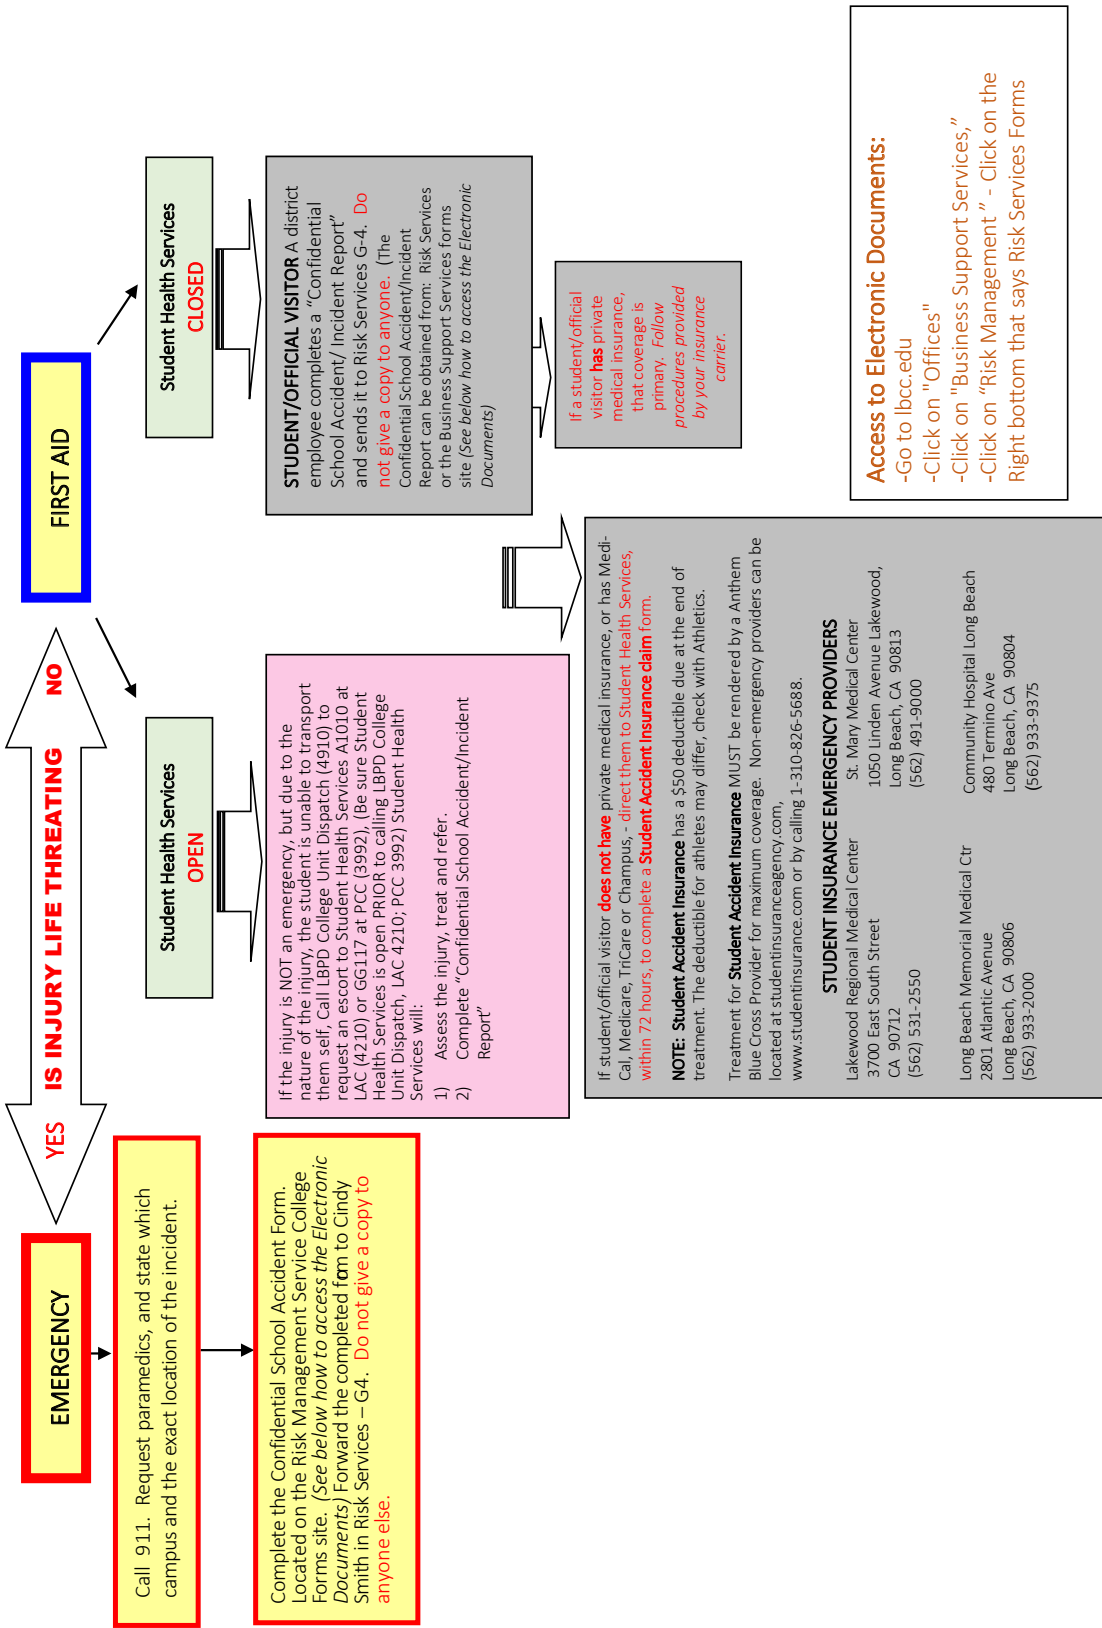 YES IS INJURY LIFE THREATING NO
EMERGENCY
FIRST AID
Call 911. Request paramedics, and state which
campus and the exact location of the incident.
Complete the Confidential School Accident Form.
Located on the Risk Management Service College
Forms site. (See below how to access the Electronic
Documents) Forward the completed form to Cindy
Smith in Risk Services – G4. Do not give a copy to
anyone else.
Student Health Services
OPEN
If the injury is NOT an emergency, but due to the
nature of the injury, the student is unable to transport
them self, Call LBPD College Unit Dispatch (4910) to
request an escort to Student Health Services A1010 at
LAC (4210) or GG117 at PCC (3992), (Be sure Student
Health Services is open PRIOR to calling LBPD College
Unit Dispatch, LAC 4210; PCC 3992) Student Health
Services will:
1) Assess the injury, treat and refer.
2) Complete “Confidential School Accident/Incident
Report”
Student Health Services
CLOSED
STUDENT/OFFICIAL VISITOR A district
employee completes a “Confidential
School Accident/ Incident Report”
and sends it to Risk Services G-4. Do
not give a copy to anyone. (The
Confidential School Accident/Incident
Report can be obtained from: Risk Services
or the Business Support Services forms
site (See below how to access the Electronic
Documents)
If a student/official
visitor has private
medical insurance,
that coverage is
primary. Follow
procedures provided
by your insurance
carrier.
If student/official visitor does not have private medical insurance, or has Medi-
Cal, Medicare, TriCare or Champus, - direct them to Student Health Services,
within 72 hours, to complete a Student Accident Insurance claim form.
NOTE: Student Accident Insurance has a $50 deductible due at the end of
treatment. The deductible for athletes may differ, check with Athletics.
Treatment for Student Accident Insurance MUST be rendered by a Anthem
Blue Cross Provider for maximum coverage. Non-emergency providers can be
located at studentinsuranceagency.com,
www.studentinsurance.com or by calling 1-310-826-5688.
STUDENT INSURANCE EMERGENCY PROVIDERS
Lakewood Regional Medical Center St. Mary Medical Center
3700 East South Street 1050 Linden Avenue Lakewood,
CA 90712 Long Beach, CA 90813
(562) 531-2550 (562) 491-9000
Long Beach Memorial Medical Ctr Community Hospital Long Beach
2801 Atlantic Avenue 480 Termino Ave
Long Beach, CA 90806 Long Beach, CA 90804
(562) 933-2000 (562) 933-9375
Access to Electronic Documents:
-Go to lbcc.edu
-Click on "Offices"
-Click on "Business Support Services,”
-Click on “Risk Management” - Click on the
Right bottom that says Risk Services Forms